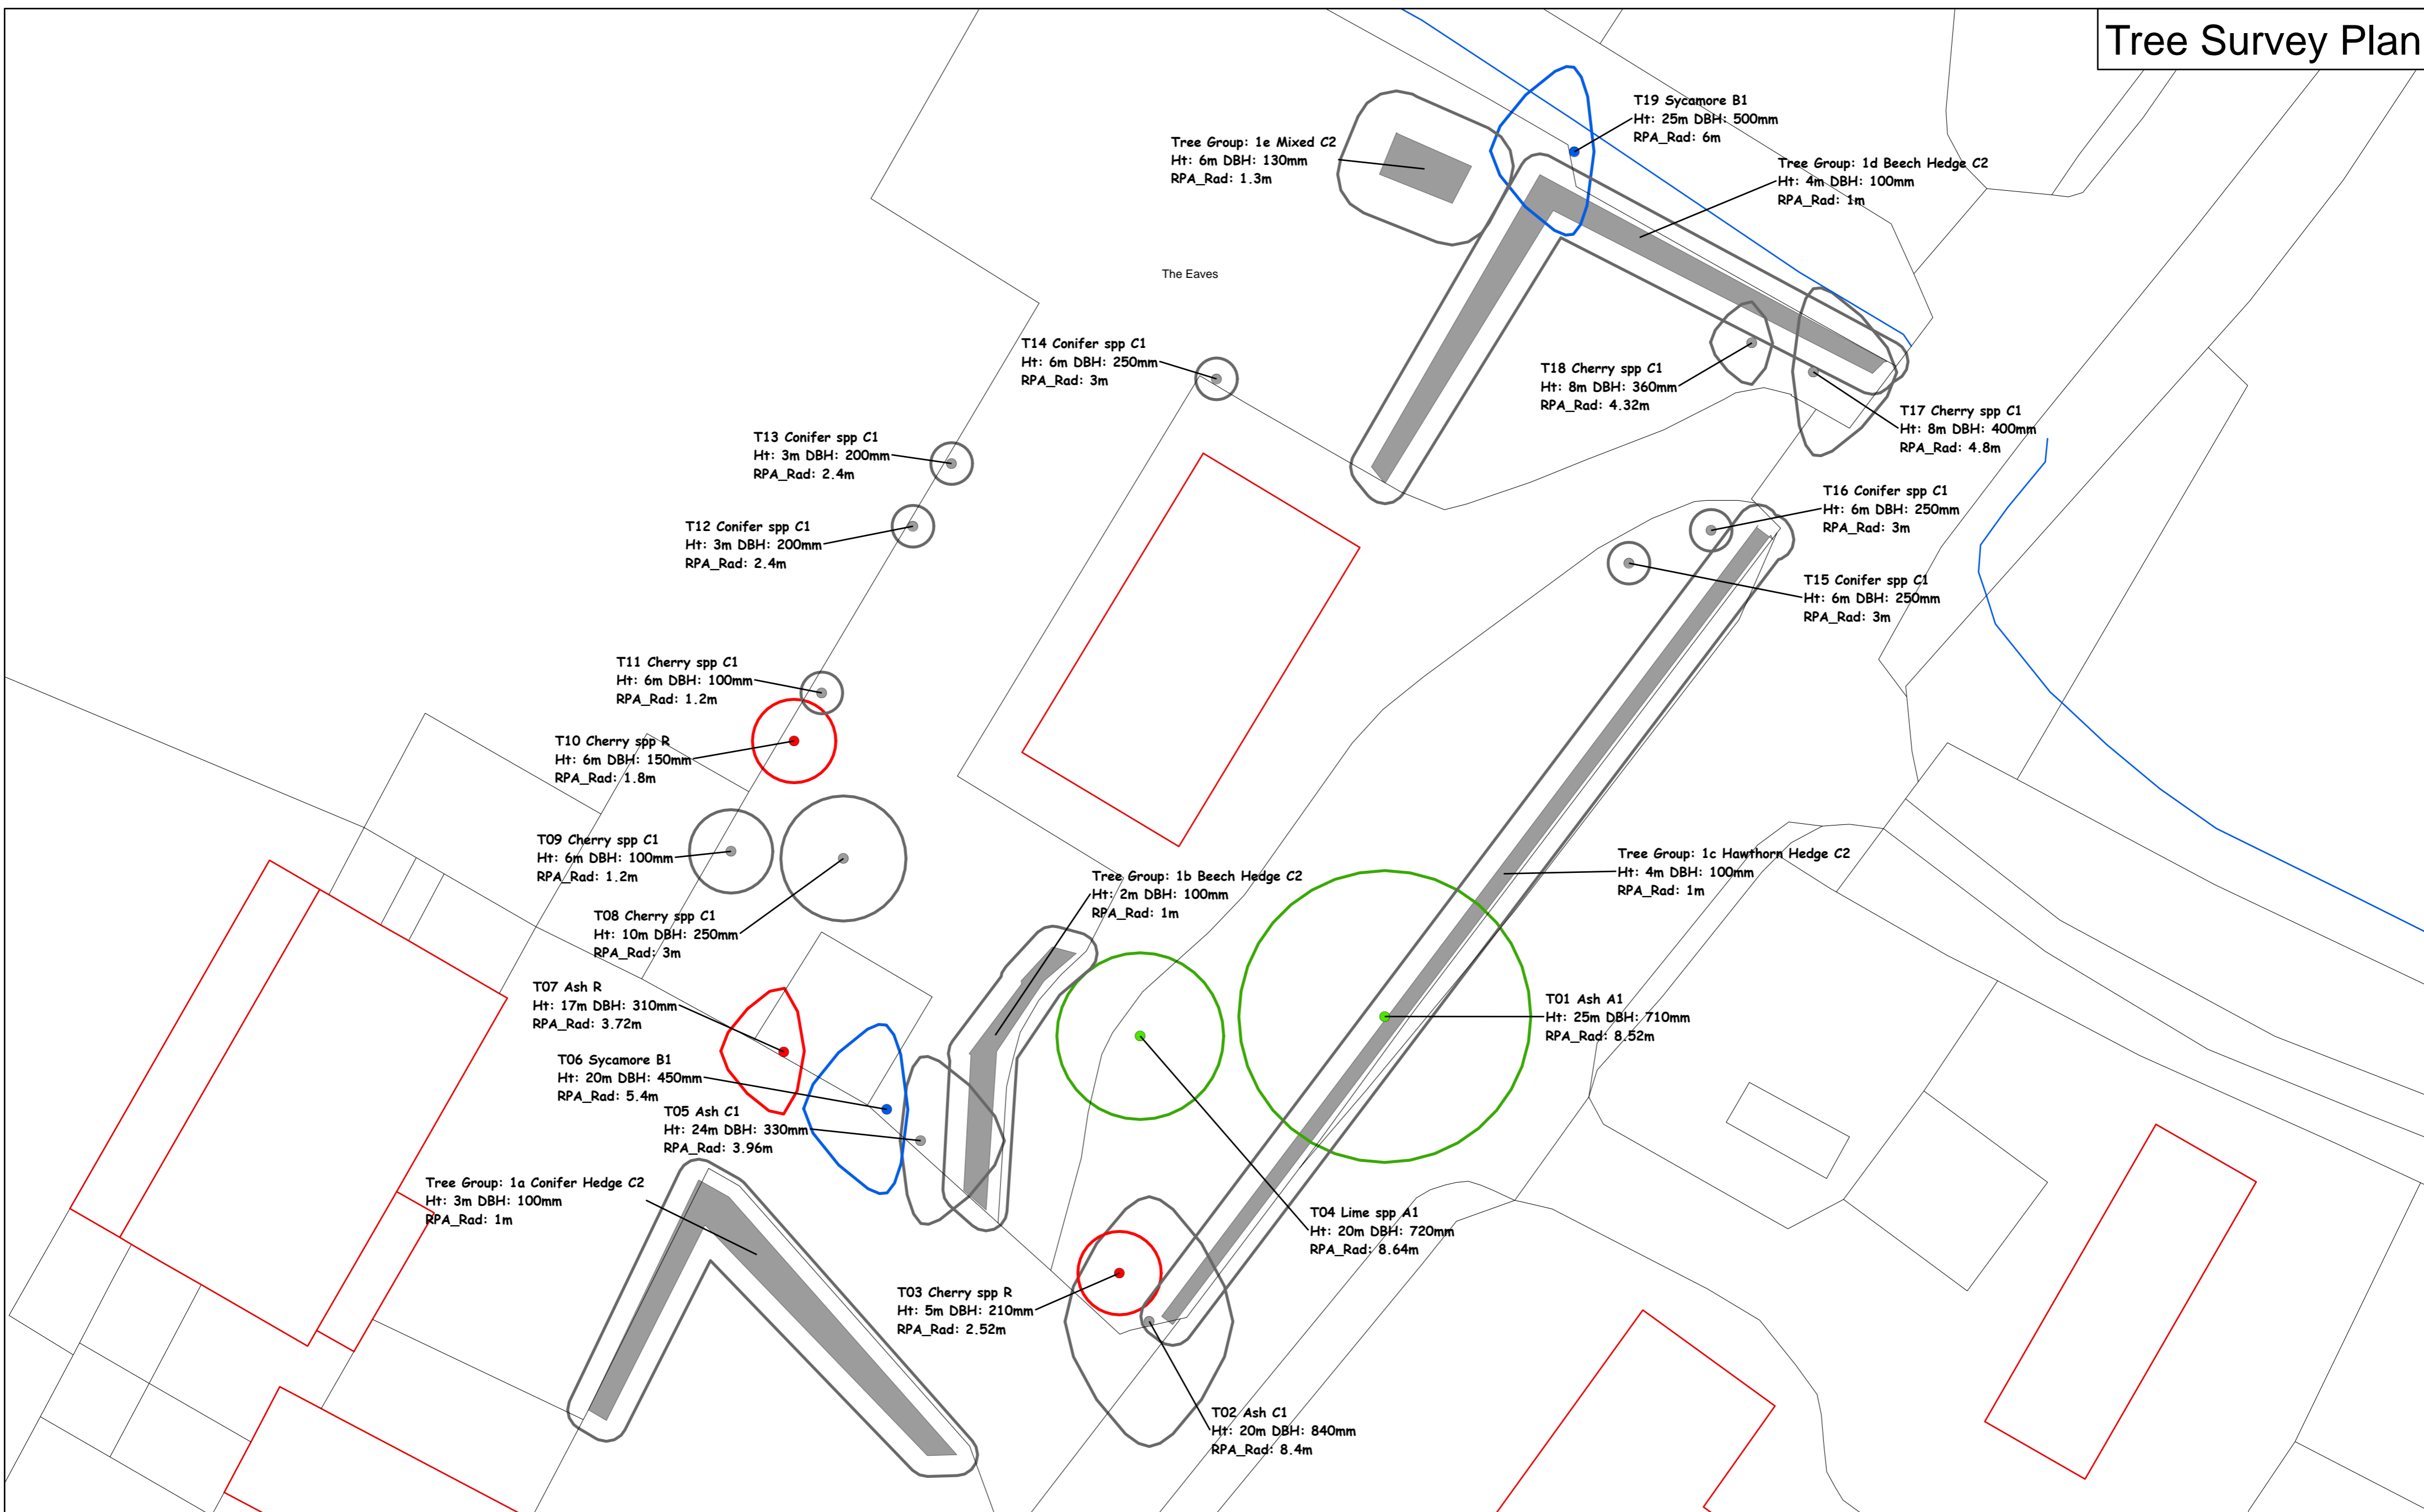 Tree Survey Plan
T19 Sycamore B1
Ht: 25m DBH: 500mm
RPA_Rad: 6m
Tree Group: 1e Mixed C2
Ht: 6m DBH: 130mm
RPA_Rad: 1.3m
Tree Group: 1d Beech Hedge C2
Ht: 4m DBH: 100mm
RPA_Rad: 1m
The Eaves
T14 Conifer spp C1
Ht: 6m DBH: 250mm
RPA_Rad: 3m
T18 Cherry spp C1
Ht: 8m DBH: 360mm
RPA_Rad: 4.32m
T17 Cherry spp C1
Ht: 8m DBH: 400mm
RPA_Rad: 4.8m
T13 Conifer spp C1
Ht: 3m DBH: 200mm
RPA_Rad: 2.4m
T16 Conifer spp C1
Ht: 6m DBH: 250mm
RPA_Rad: 3m
T12 Conifer spp C1
Ht: 3m DBH: 200mm
RPA_Rad: 2.4m
T15 Conifer spp C1
Ht: 6m DBH: 250mm
RPA_Rad: 3m
T11 Cherry spp C1
Ht: 6m DBH: 100mm
RPA_Rad: 1.2m
T10 Cherry spp R
Ht: 6m DBH: 150mm
RPA_Rad: 1.8m
T09 Cherry spp C1
Ht: 6m DBH: 100mm
RPA_Rad: 1.2m
Tree Group: 1c Hawthorn Hedge C2
Ht: 4m DBH: 100mm
RPA_Rad: 1m
Tree Group: 1b Beech Hedge C2
Ht: 2m DBH: 100mm
RPA_Rad: 1m
T08 Cherry spp C1
Ht: 10m DBH: 250mm
RPA_Rad: 3m
T07 Ash R
Ht: 17m DBH: 310mm
RPA_Rad: 3.72m
T01 Ash A1
Ht: 25m DBH: 710mm
RPA_Rad: 8.52m
T06 Sycamore B1
Ht: 20m DBH: 450mm
RPA_Rad: 5.4m
T05 Ash C1
Ht: 24m DBH: 330mm
RPA_Rad: 3.96m
Tree Group: 1a Conifer Hedge C2
Ht: 3m DBH: 100mm
RPA_Rad: 1m
T04 Lime spp A1
Ht: 20m DBH: 720mm
RPA_Rad: 8.64m
T03 Cherry spp R
Ht: 5m DBH: 210mm
RPA_Rad: 2.52m
T02 Ash C1
Ht: 20m DBH: 840mm
RPA_Rad: 8.4m